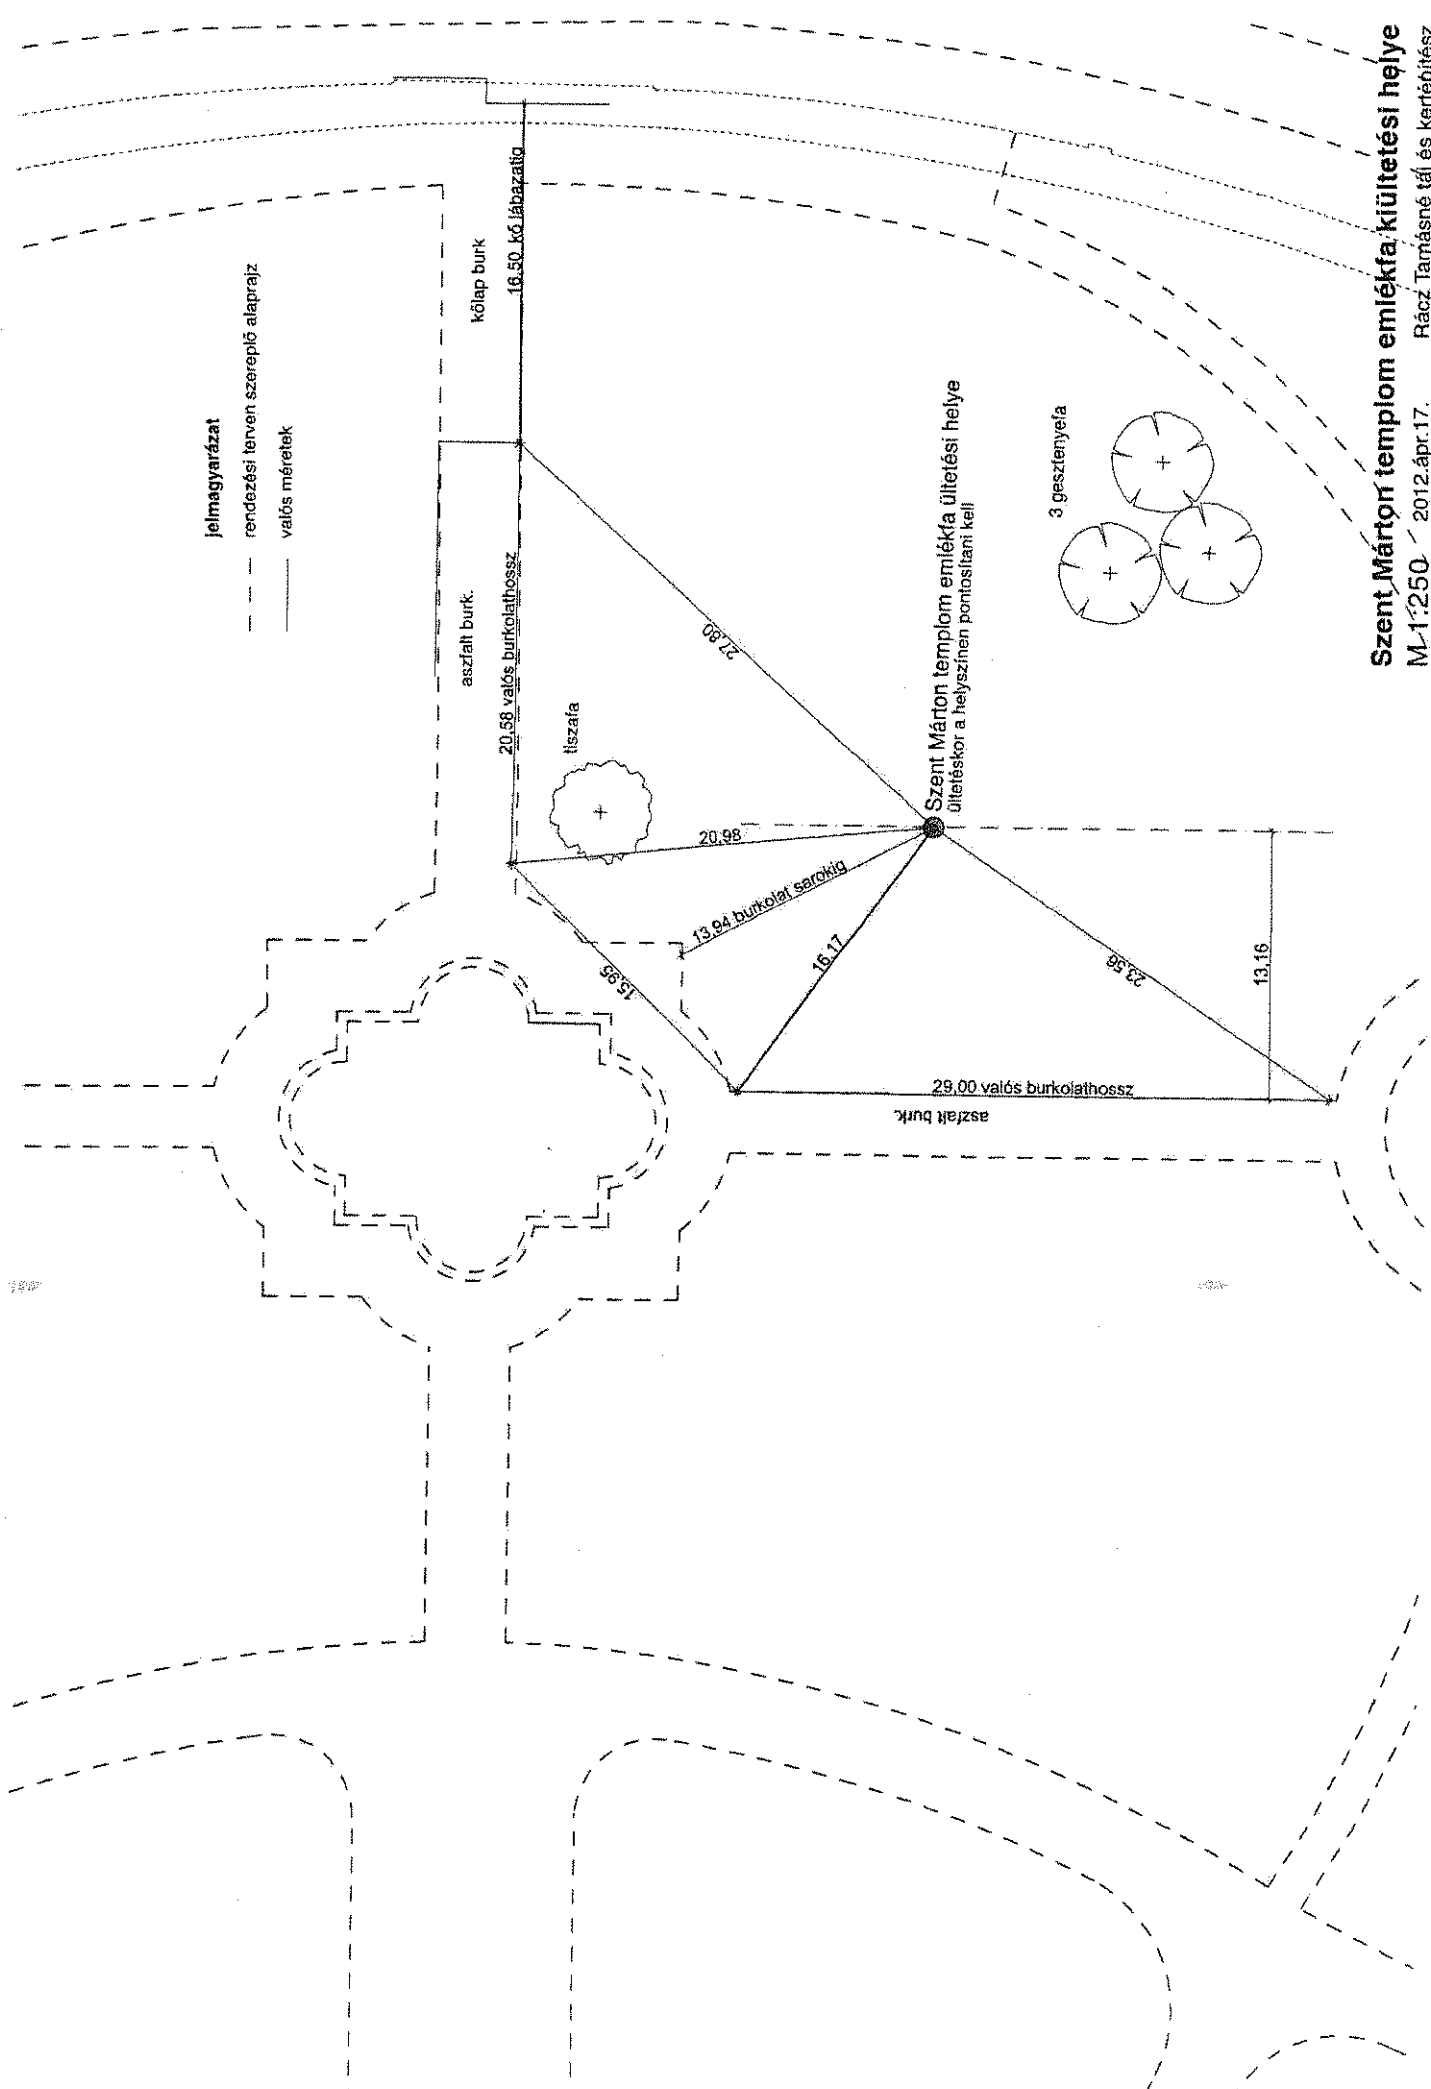 jelmagyarázat
rendezési terven szereplő alaprajz
valós méretek
kőlap burk
16,50 kő lábazatig
aszfalt burk.
20,58 valós burkolathossz
tiszafa
27,80
20,98
13,94 burkolat sarokig
15,95
16,17
23,56
13,16
29,00 valós burkolathossz
aszfalt burk.
Szent Márton templom emlékfa ültetési helye
ültetéskor a helyszínen pontosítani kell
3 gesztenyefa
Szent Márton templom emlékfa kiültetési helye
M 1:250 2012.ápr.17. Rácz Tamásné táj és kertépítész